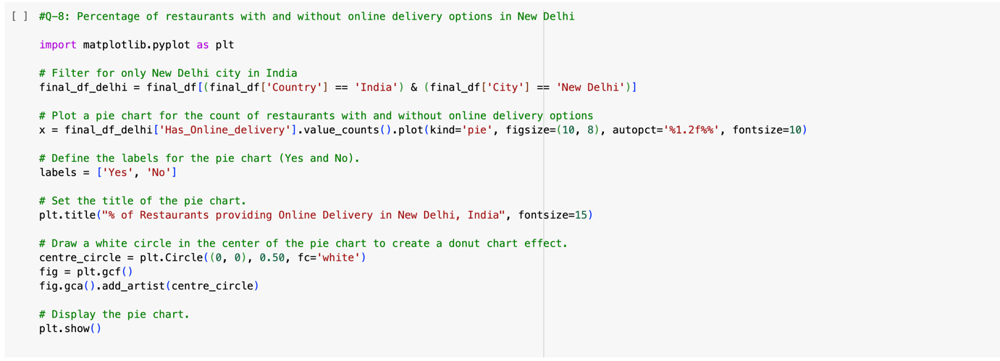 [ ] #Q-8: Percentage of restaurants with and without online delivery options in New Delhi
import matplotlib.pyplot as plt
# Filter for only New Delhi city in India
final_df_delhi = final_df[(final_df['Country'] == 'India') & (final_df['City'] == 'New Delhi')]
# Plot a pie chart for the count of restaurants with and without online delivery options
x = final_df_delhi['Has_Online_delivery'].value_counts().plot(kind='pie', figsize=(10, 8), autopct='%1.2f%%', fontsize=10)
# Define the labels for the pie chart (Yes and No).
labels = ['Yes', 'No']
# Set the title of the pie chart.
plt.title("% of Restaurants providing Online Delivery in New Delhi, India", fontsize=15)
# Draw a white circle in the center of the pie chart to create a donut chart effect.
centre_circle = plt.Circle((0, 0), 0.50, fc='white')
fig = plt.gcf()
fig.gca().add_artist(centre_circle)
# Display the pie chart.
plt.show()